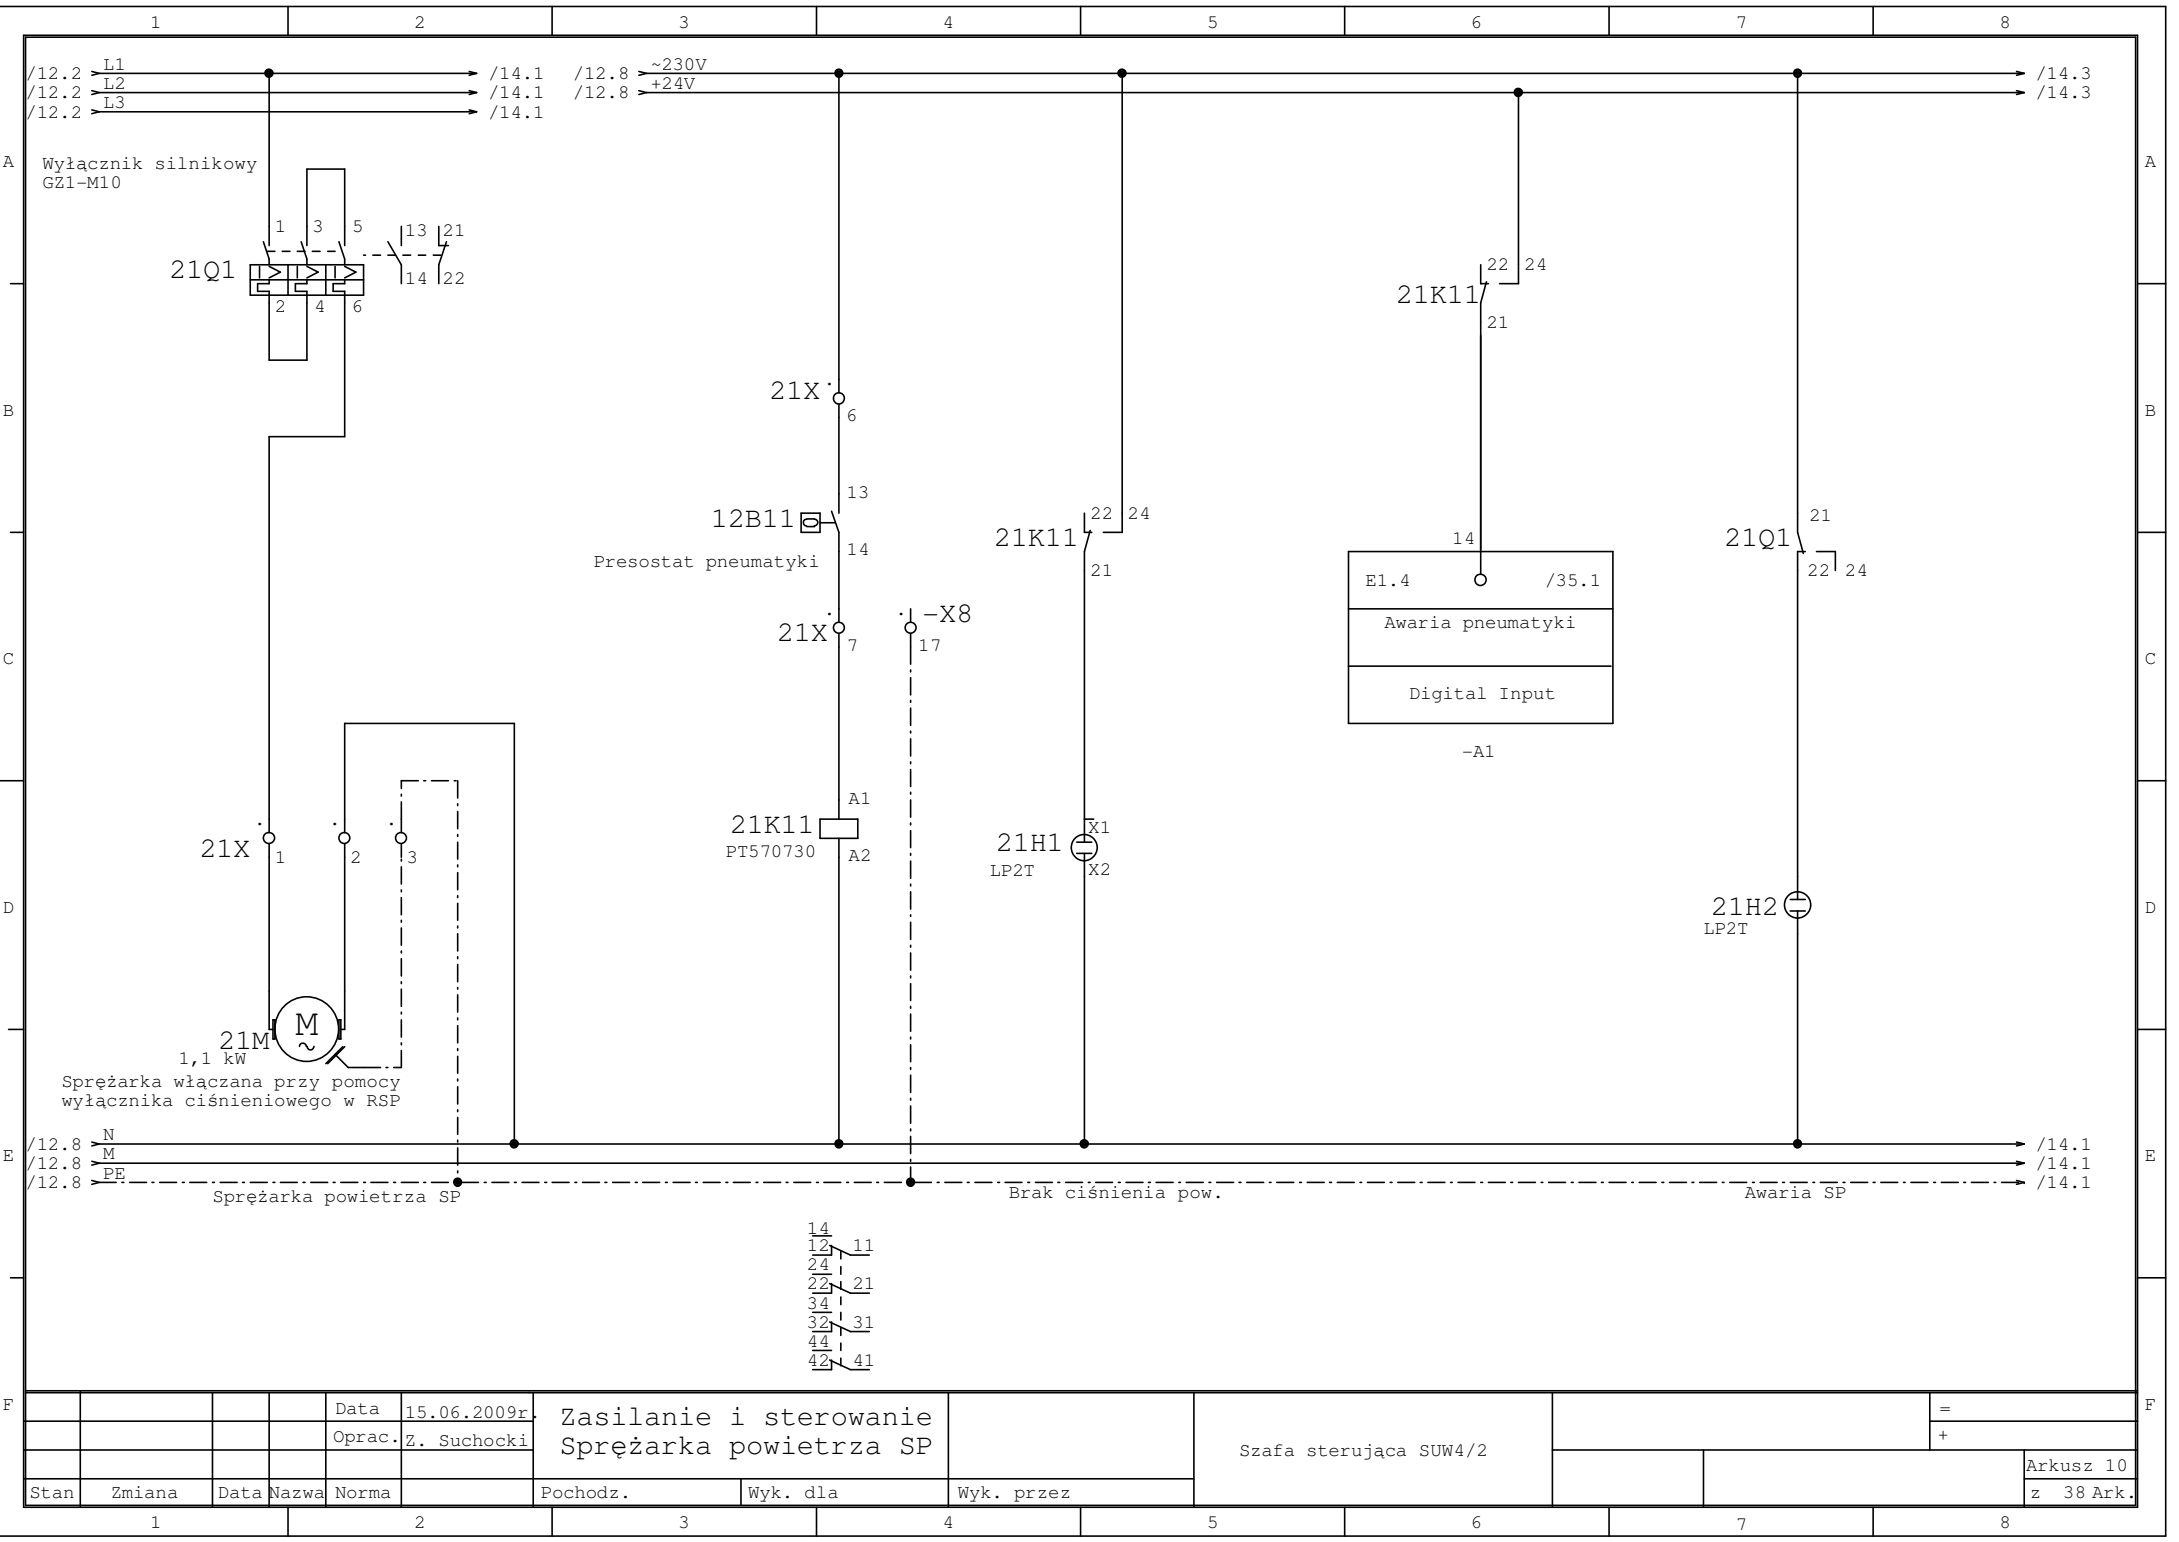 1 2 3 4 5 6 7 8
/12.2 L1 /14.1 /12.8 ~230V /14.3
/12.2 L2 /14.1 /12.8 +24V /14.3
/12.2 L3 /14.1
A A
Wyłącznik silnikowy
GZ1-M10
1 3 5 13 21
21Q1
14 22
2 4 6
22 24
21K11
21
21X
6
B B
13
12B11
14
Presostat pneumatyki
22 24
21K11
21
14
E1.4 /35.1
Awaria pneumatyki
Digital Input
-A1
21
21Q1
22 24
21X
7
-X8
17
C C
A1
21K11
PT570730
A2
X1
21H1
LP2T
X2
21X
1 2 3
21H2
LP2T
D D
M
~
21M
1,1 kW
Sprężarka włączana przy pomocy
wyłącznika ciśnieniowego w RSP
/12.8 N /14.1
E /12.8 M /14.1 E
/12.8 PE /14.1
Sprężarka powietrza SP Brak ciśnienia pow. Awaria SP
14
12 11
24
22 21
34
32 31
44
42 41
F F
Data 15.06.2009r.
Oprac. Z. Suchocki
Zasilanie i sterowanie
Sprężarka powietrza SP
Szafa sterująca SUW4/2
=
+
Arkusz 10
Stan Zmiana Data Nazwa Norma Pochodz. Wyk. dla Wyk. przez z 38 Ark.
1 2 3 4 5 6 7 8